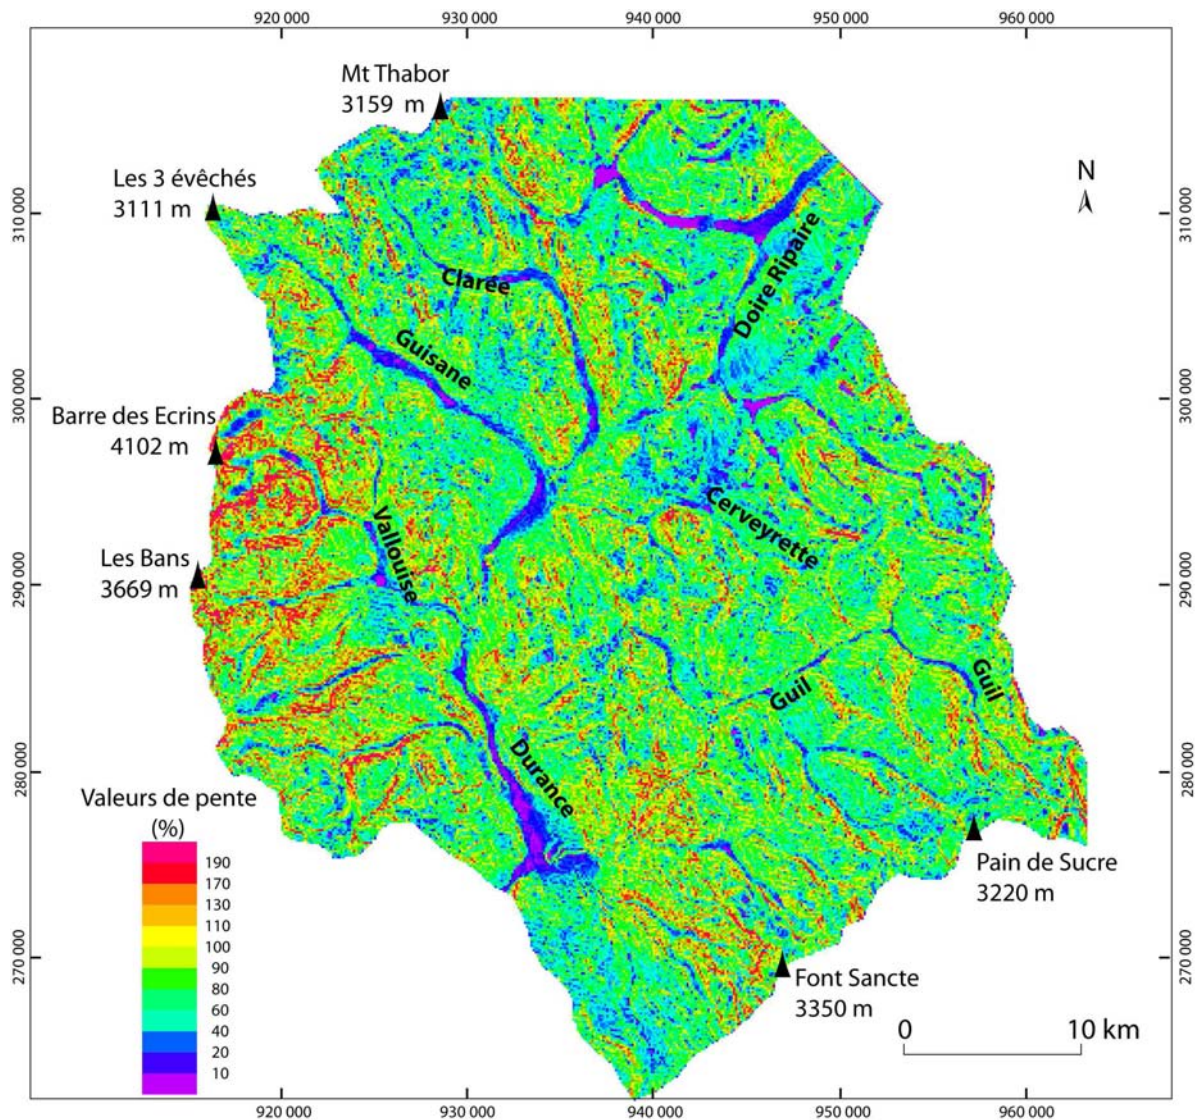 920 000 930 000 940 000 950 000 960 000
Mt Thabor
3159 m
Les 3 évêchés
3111 m
N
310 000
310 000
Doire Ripaire
Clarée
Guisane
300 000
300 000
Barre des Ecrins
4102 m
Cerveyrette
Vallouise
Les Bans
3669 m
290 000
290 000
Guil
Guil
Durance
280 000
280 000
Valeurs de pente
(%)
190
170
130
110
100
90
80
60
40
20
10
Pain de Sucre
3220 m
270 000
270 000
Font Sancte
3350 m
0 10 km
920 000 930 000 940 000 950 000 960 000